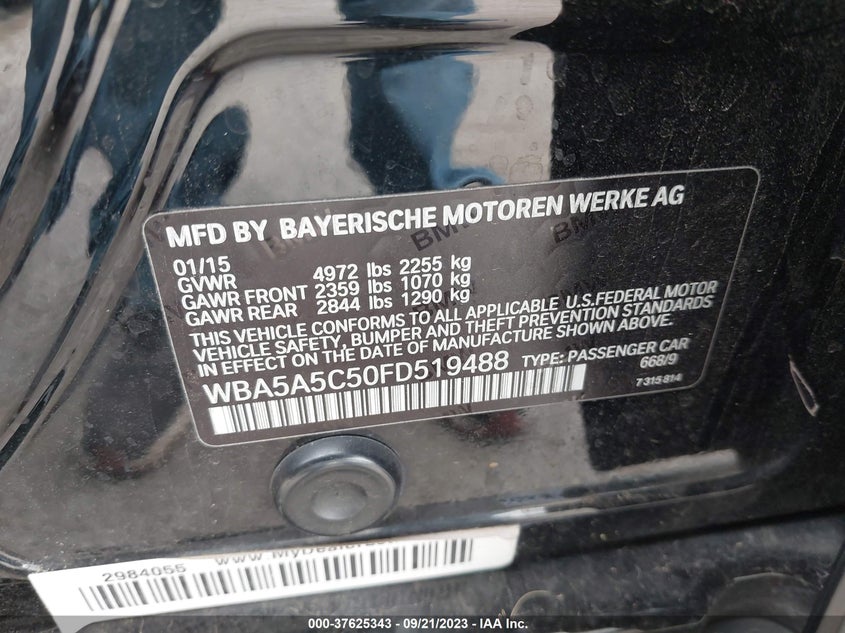 MFD BY BAYERISCHE MOTOREN WERKE AG
01/15
GVWR 4972 lbs 2255 kg
GAWR FRONT 2359 lbs 1070 kg
GAWR REAR 2844 lbs 1290 kg
THIS VEHICLE CONFORMS TO ALL APPLICABLE U.S.FEDERAL MOTOR
VEHICLE SAFETY, BUMPER AND THEFT PREVENTION STANDARDS
IN EFFECT ON THE DATE OF MANUFACTURE SHOWN ABOVE.
WBA5A5C50FD519488 TYPE: PASSENGER CAR
668/9
7 315 814
2984055
000-37625343 - 09/21/2023 - IAA Inc.